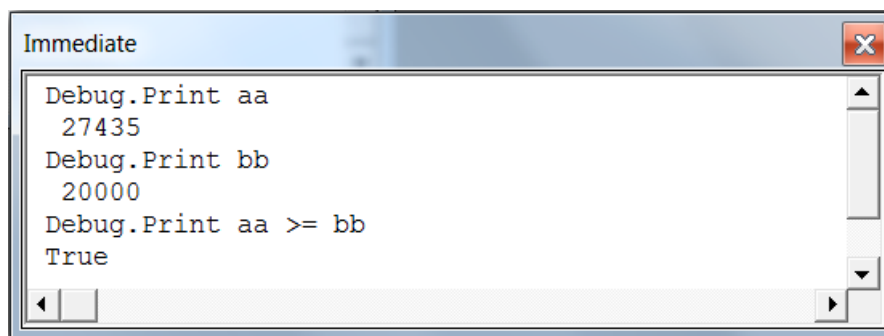 Immediate
Debug.Print aa
27435
Debug.Print bb
20000
Debug.Print aa >= bb
True